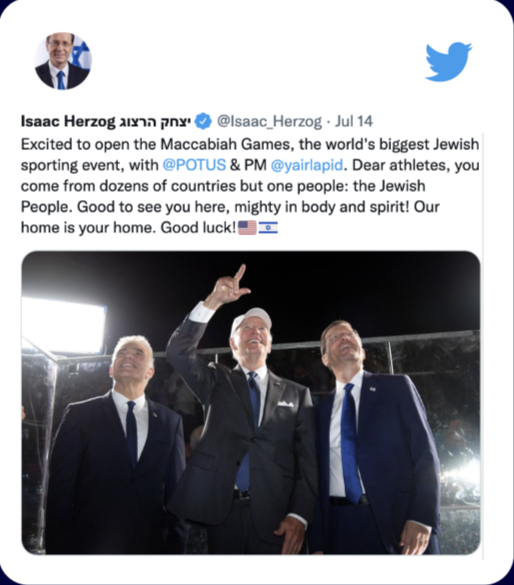 Isaac Herzog יצחק הרצוג @Isaac_Herzog · Jul 14
Excited to open the Maccabiah Games, the world's biggest Jewish
sporting event, with @POTUS & PM @yairlapid. Dear athletes, you
come from dozens of countries but one people: the Jewish
People. Good to see you here, mighty in body and spirit! Our
home is your home. Good luck!🇺🇸🇮🇱